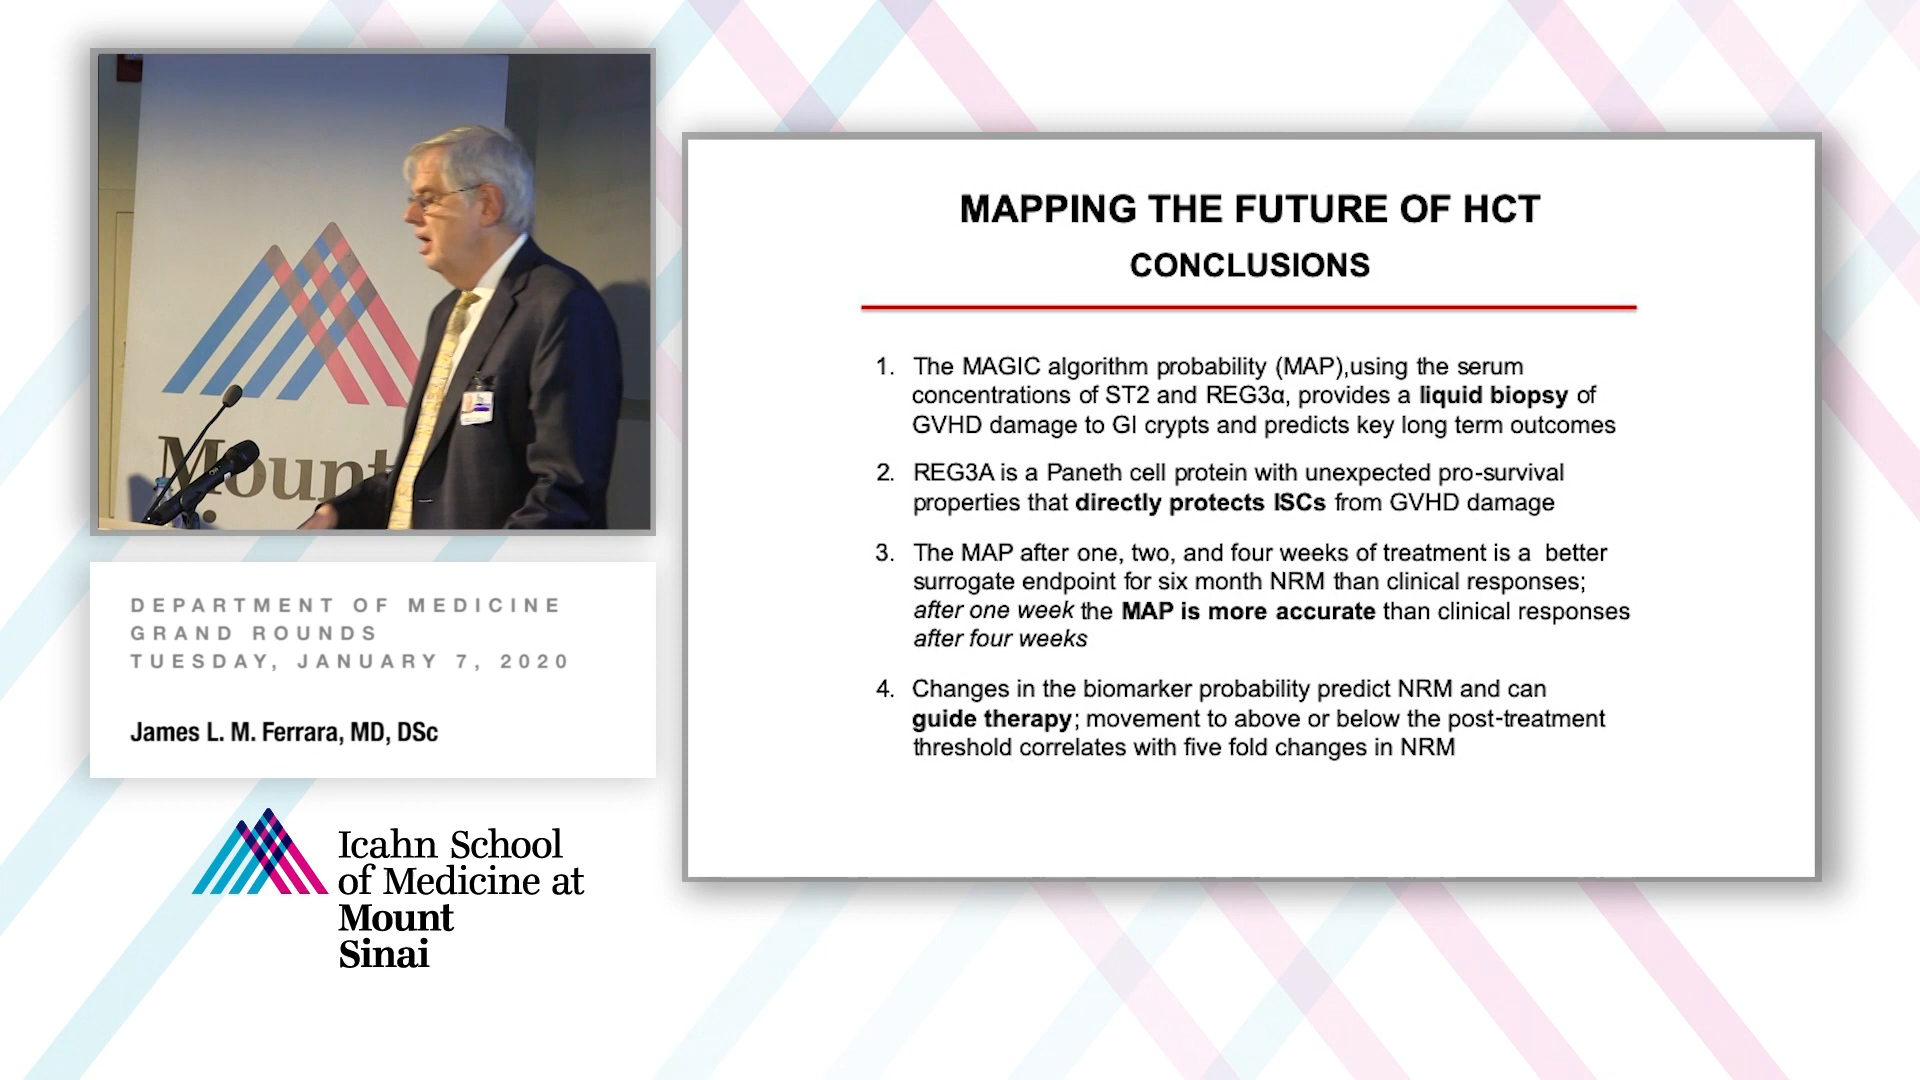 Mount
DEPARTMENT OF MEDICINE
GRAND ROUNDS
TUESDAY, JANUARY 7, 2020
James L. M. Ferrara, MD, DSc
Icahn School
of Medicine at
Mount
Sinai
MAPPING THE FUTURE OF HCT
CONCLUSIONS
1. The MAGIC algorithm probability (MAP),using the serum
concentrations of ST2 and REG3α, provides a liquid biopsy of
GVHD damage to GI crypts and predicts key long term outcomes
2. REG3A is a Paneth cell protein with unexpected pro-survival
properties that directly protects ISCs from GVHD damage
3. The MAP after one, two, and four weeks of treatment is a better
surrogate endpoint for six month NRM than clinical responses;
after one week the MAP is more accurate than clinical responses
after four weeks
4. Changes in the biomarker probability predict NRM and can
guide therapy; movement to above or below the post-treatment
threshold correlates with five fold changes in NRM